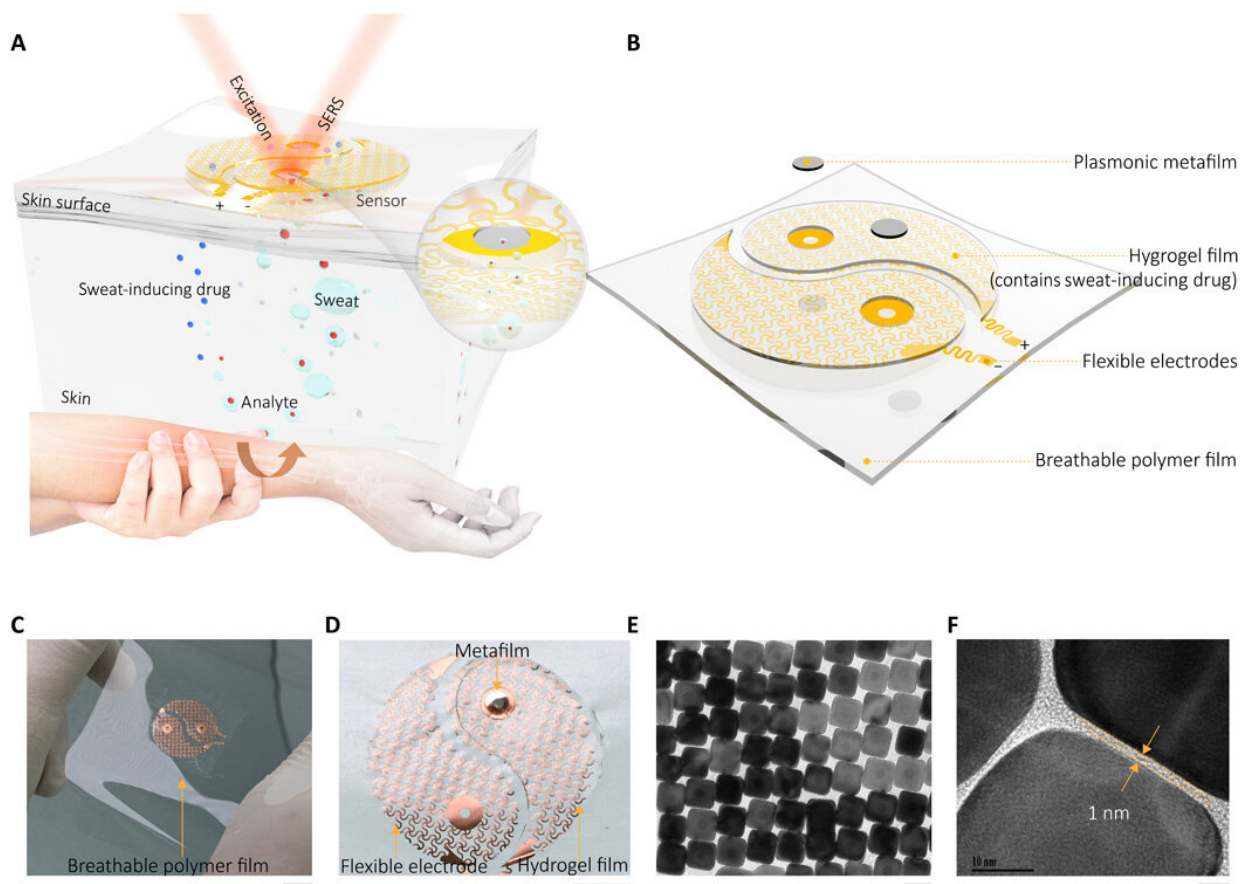 A
Excitation
SERS
Skin surface
+
-
Sensor
Sweat-inducing drug
Sweat
Skin
Analyte
B
Plasmonic metafilm
Hygrogel film
(contains sweat-inducing drug)
+
Flexible electrodes
−
Breathable polymer film
C
Breathable polymer film
D
Metafilm
Flexible electrode
Hydrogel film
E
F
1 nm
10 nm